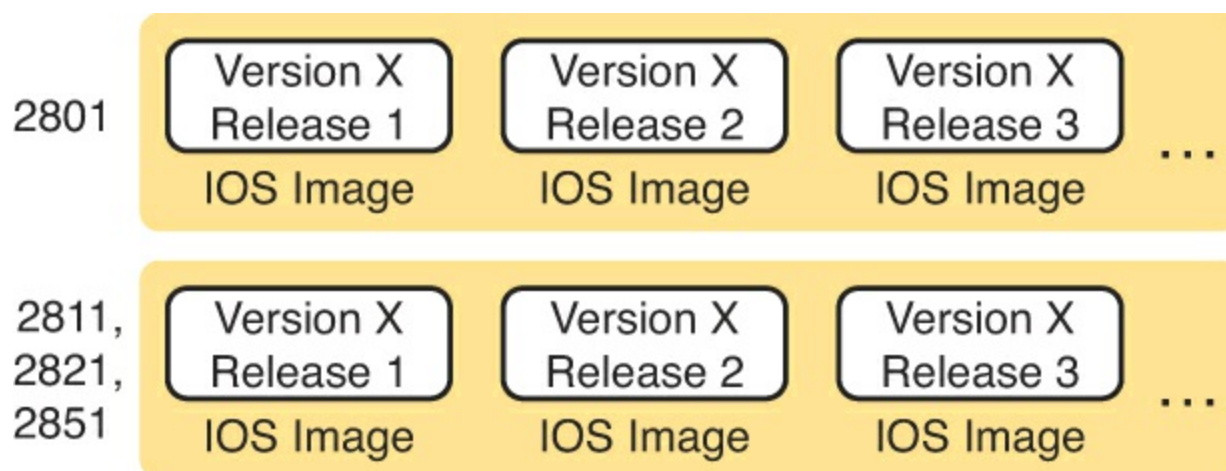 2801
Version X
Release 1
IOS Image
Version X
Release 2
IOS Image
Version X
Release 3
IOS Image
...
2811,
2821,
2851
Version X
Release 1
IOS Image
Version X
Release 2
IOS Image
Version X
Release 3
IOS Image
...